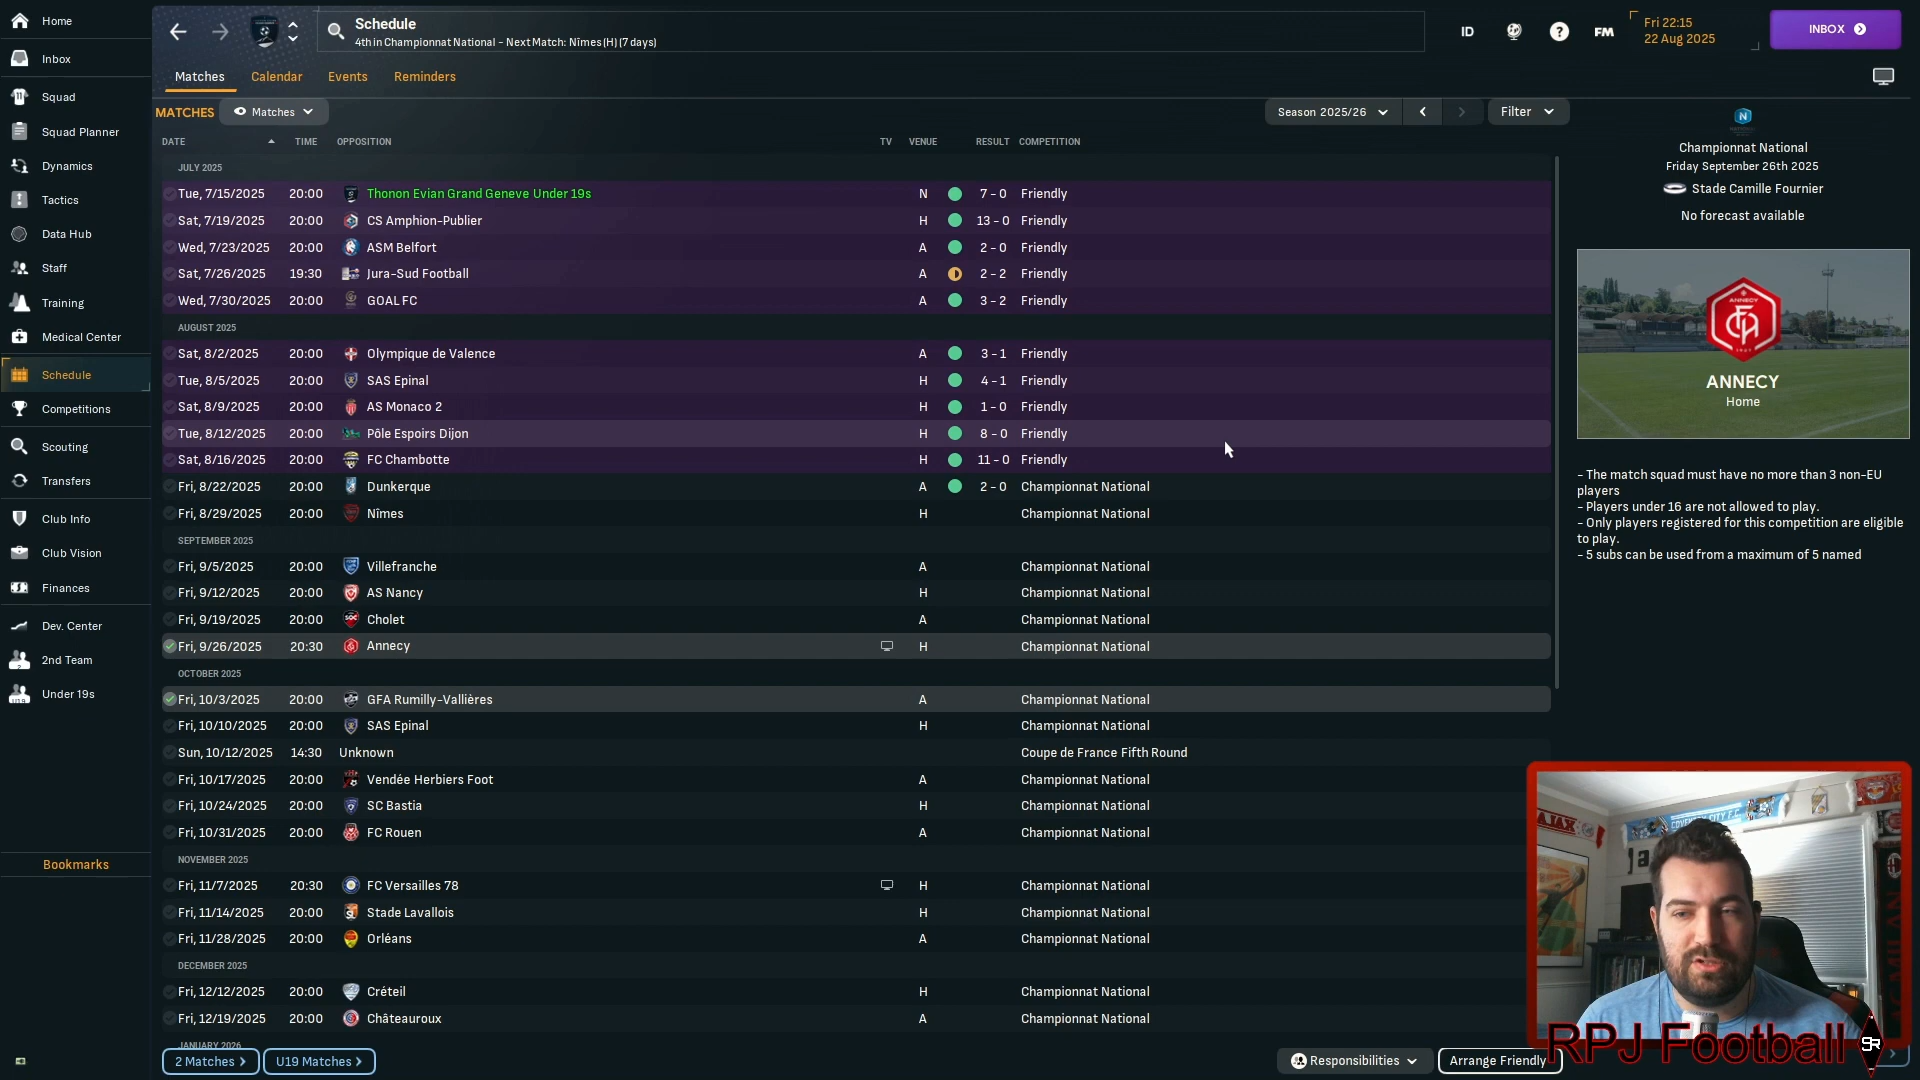 Home
Inbox
Squad
Squad Planner
Dynamics
Tactics
Data Hub
Staff
Training
Medical Center
Schedule
Competitions
Scouting
Transfers
Club Info
Club Vision
Finances
Dev. Center
2nd Team
Under 19s
Bookmarks
Schedule
4th in Championnat National - Next Match: Nîmes (H) (7 days)
ID
FM
Fri 22:15
22 Aug 2025
INBOX
Matches Calendar Events Reminders
MATCHES Matches Season 2025/26 Filter
DATE TIME OPPOSITION TV VENUE RESULT COMPETITION
JULY 2025
Tue, 7/15/2025 20:00 Thonon Evian Grand Geneve Under 19s N 7 - 0 Friendly
Sat, 7/19/2025 20:00 CS Amphion-Publier H 13 - 0 Friendly
Wed, 7/23/2025 20:00 ASM Belfort A 2 - 0 Friendly
Sat, 7/26/2025 19:30 Jura-Sud Football A 2 - 2 Friendly
Wed, 7/30/2025 20:00 GOAL FC A 3 - 2 Friendly
AUGUST 2025
Sat, 8/2/2025 20:00 Olympique de Valence A 3 - 1 Friendly
Tue, 8/5/2025 20:00 SAS Epinal H 4 - 1 Friendly
Sat, 8/9/2025 20:00 AS Monaco 2 H 1 - 0 Friendly
Tue, 8/12/2025 20:00 Pôle Espoirs Dijon H 8 - 0 Friendly
Sat, 8/16/2025 20:00 FC Chambotte H 11 - 0 Friendly
Fri, 8/22/2025 20:00 Dunkerque A 2 - 0 Championnat National
Fri, 8/29/2025 20:00 Nîmes H Championnat National
SEPTEMBER 2025
Fri, 9/5/2025 20:00 Villefranche A Championnat National
Fri, 9/12/2025 20:00 AS Nancy H Championnat National
Fri, 9/19/2025 20:00 Cholet A Championnat National
Fri, 9/26/2025 20:30 Annecy H Championnat National
OCTOBER 2025
Fri, 10/3/2025 20:00 GFA Rumilly-Vallières A Championnat National
Fri, 10/10/2025 20:00 SAS Epinal H Championnat National
Sun, 10/12/2025 14:30 Unknown Coupe de France Fifth Round
Fri, 10/17/2025 20:00 Vendée Herbiers Foot A Championnat National
Fri, 10/24/2025 20:00 SC Bastia H Championnat National
Fri, 10/31/2025 20:00 FC Rouen A Championnat National
NOVEMBER 2025
Fri, 11/7/2025 20:30 FC Versailles 78 H Championnat National
Fri, 11/14/2025 20:00 Stade Lavallois H Championnat National
Fri, 11/28/2025 20:00 Orléans A Championnat National
DECEMBER 2025
Fri, 12/12/2025 20:00 Créteil H Championnat National
Fri, 12/19/2025 20:00 Châteauroux A Championnat National
JANUARY 2026
2 Matches U19 Matches Responsibilities Arrange Friendly
Championnat National
Friday September 26th 2025
Stade Camille Fournier
No forecast available
ANNECY
Home
- The match squad must have no more than 3 non-EU
players
- Players under 16 are not allowed to play.
- Only players registered for this competition are eligible
to play.
- 5 subs can be used from a maximum of 5 named
AJAX
COVENTRY CITY F.C.
MILAN
RPJ Football